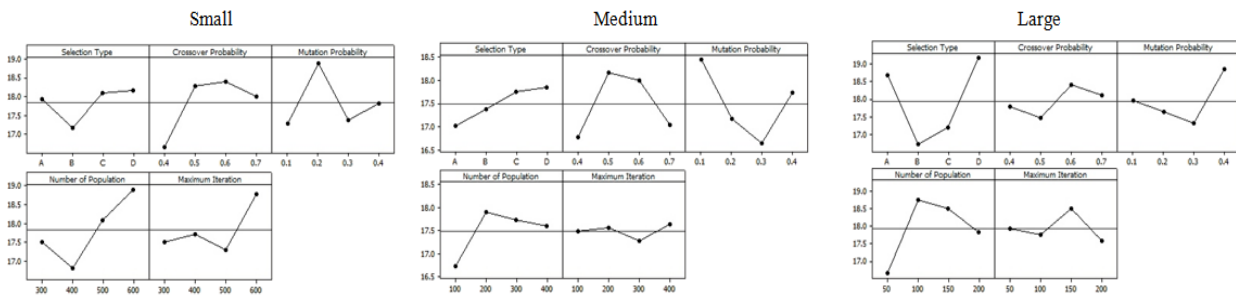 Small
Selection Type Crossover Probability Mutation Probability
19.0
18.0
17.0
A B C D 0.4 0.5 0.6 0.7 0.1 0.2 0.3 0.4
Number of Population Maximum Iteration
19.0
18.0
17.0
300 400 500 600 300 400 500 600
Medium
Selection Type Crossover Probability Mutation Probability
18.5
18.0
17.5
17.0
16.5
A B C D 0.4 0.5 0.6 0.7 0.1 0.2 0.3 0.4
Number of Population Maximum Iteration
18.5
18.0
17.5
17.0
16.5
100 200 300 400 100 200 300 400
Large
Selection Type Crossover Probability Mutation Probability
19.0
18.5
18.0
17.5
17.0
A B C D 0.4 0.5 0.6 0.7 0.1 0.2 0.3 0.4
Number of Population Maximum Iteration
19.0
18.5
18.0
17.5
17.0
50 100 150 200 50 100 150 200